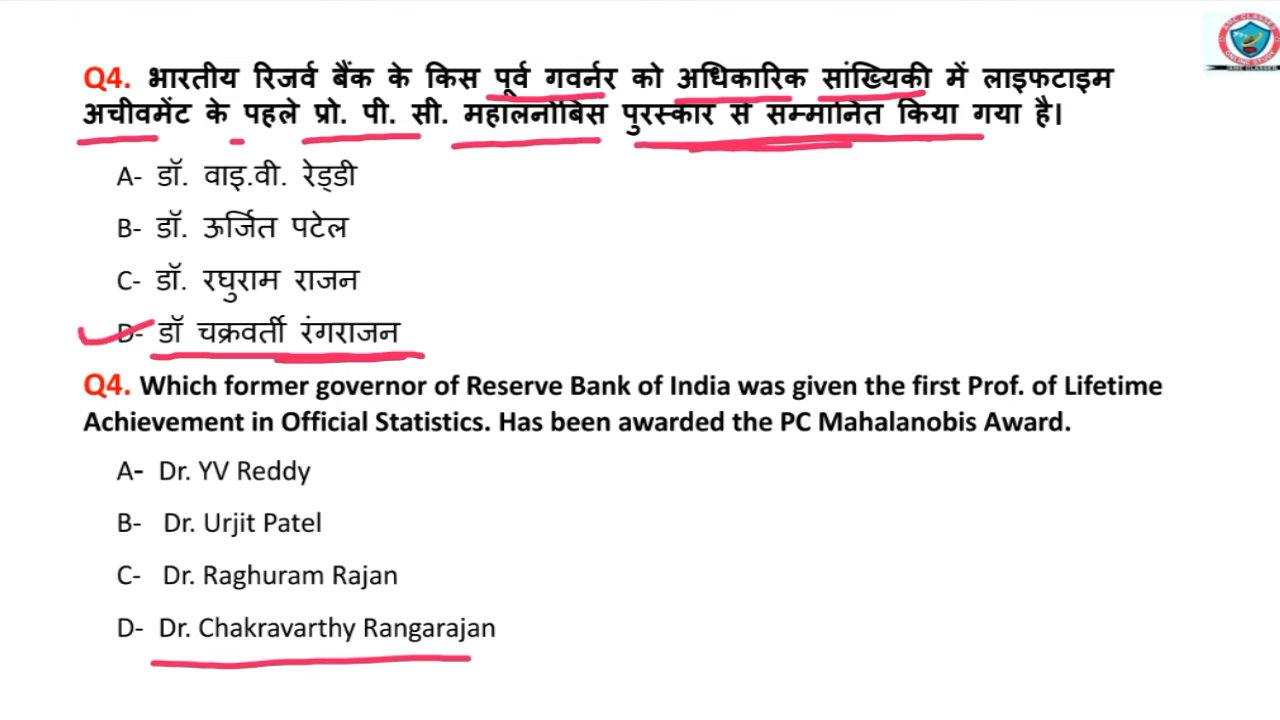 Q4. भारतीय रिजर्व बैंक के किस पूर्व गवर्नर को अधिकारिक सांख्यिकी में लाइफटाइम
अचीवमेंट के पहले प्रो. पी. सी. महालनोबिस पुरस्कार से सम्मानित किया गया है।
A- डॉ. वाइ.वी. रेड्डी
B- डॉ. ऊर्जित पटेल
C- डॉ. रघुराम राजन
D- डॉ चक्रवर्ती रंगराजन
Q4. Which former governor of Reserve Bank of India was given the first Prof. of Lifetime
Achievement in Official Statistics. Has been awarded the PC Mahalanobis Award.
A- Dr. YV Reddy
B- Dr. Urjit Patel
C- Dr. Raghuram Rajan
D- Dr. Chakravarthy Rangarajan